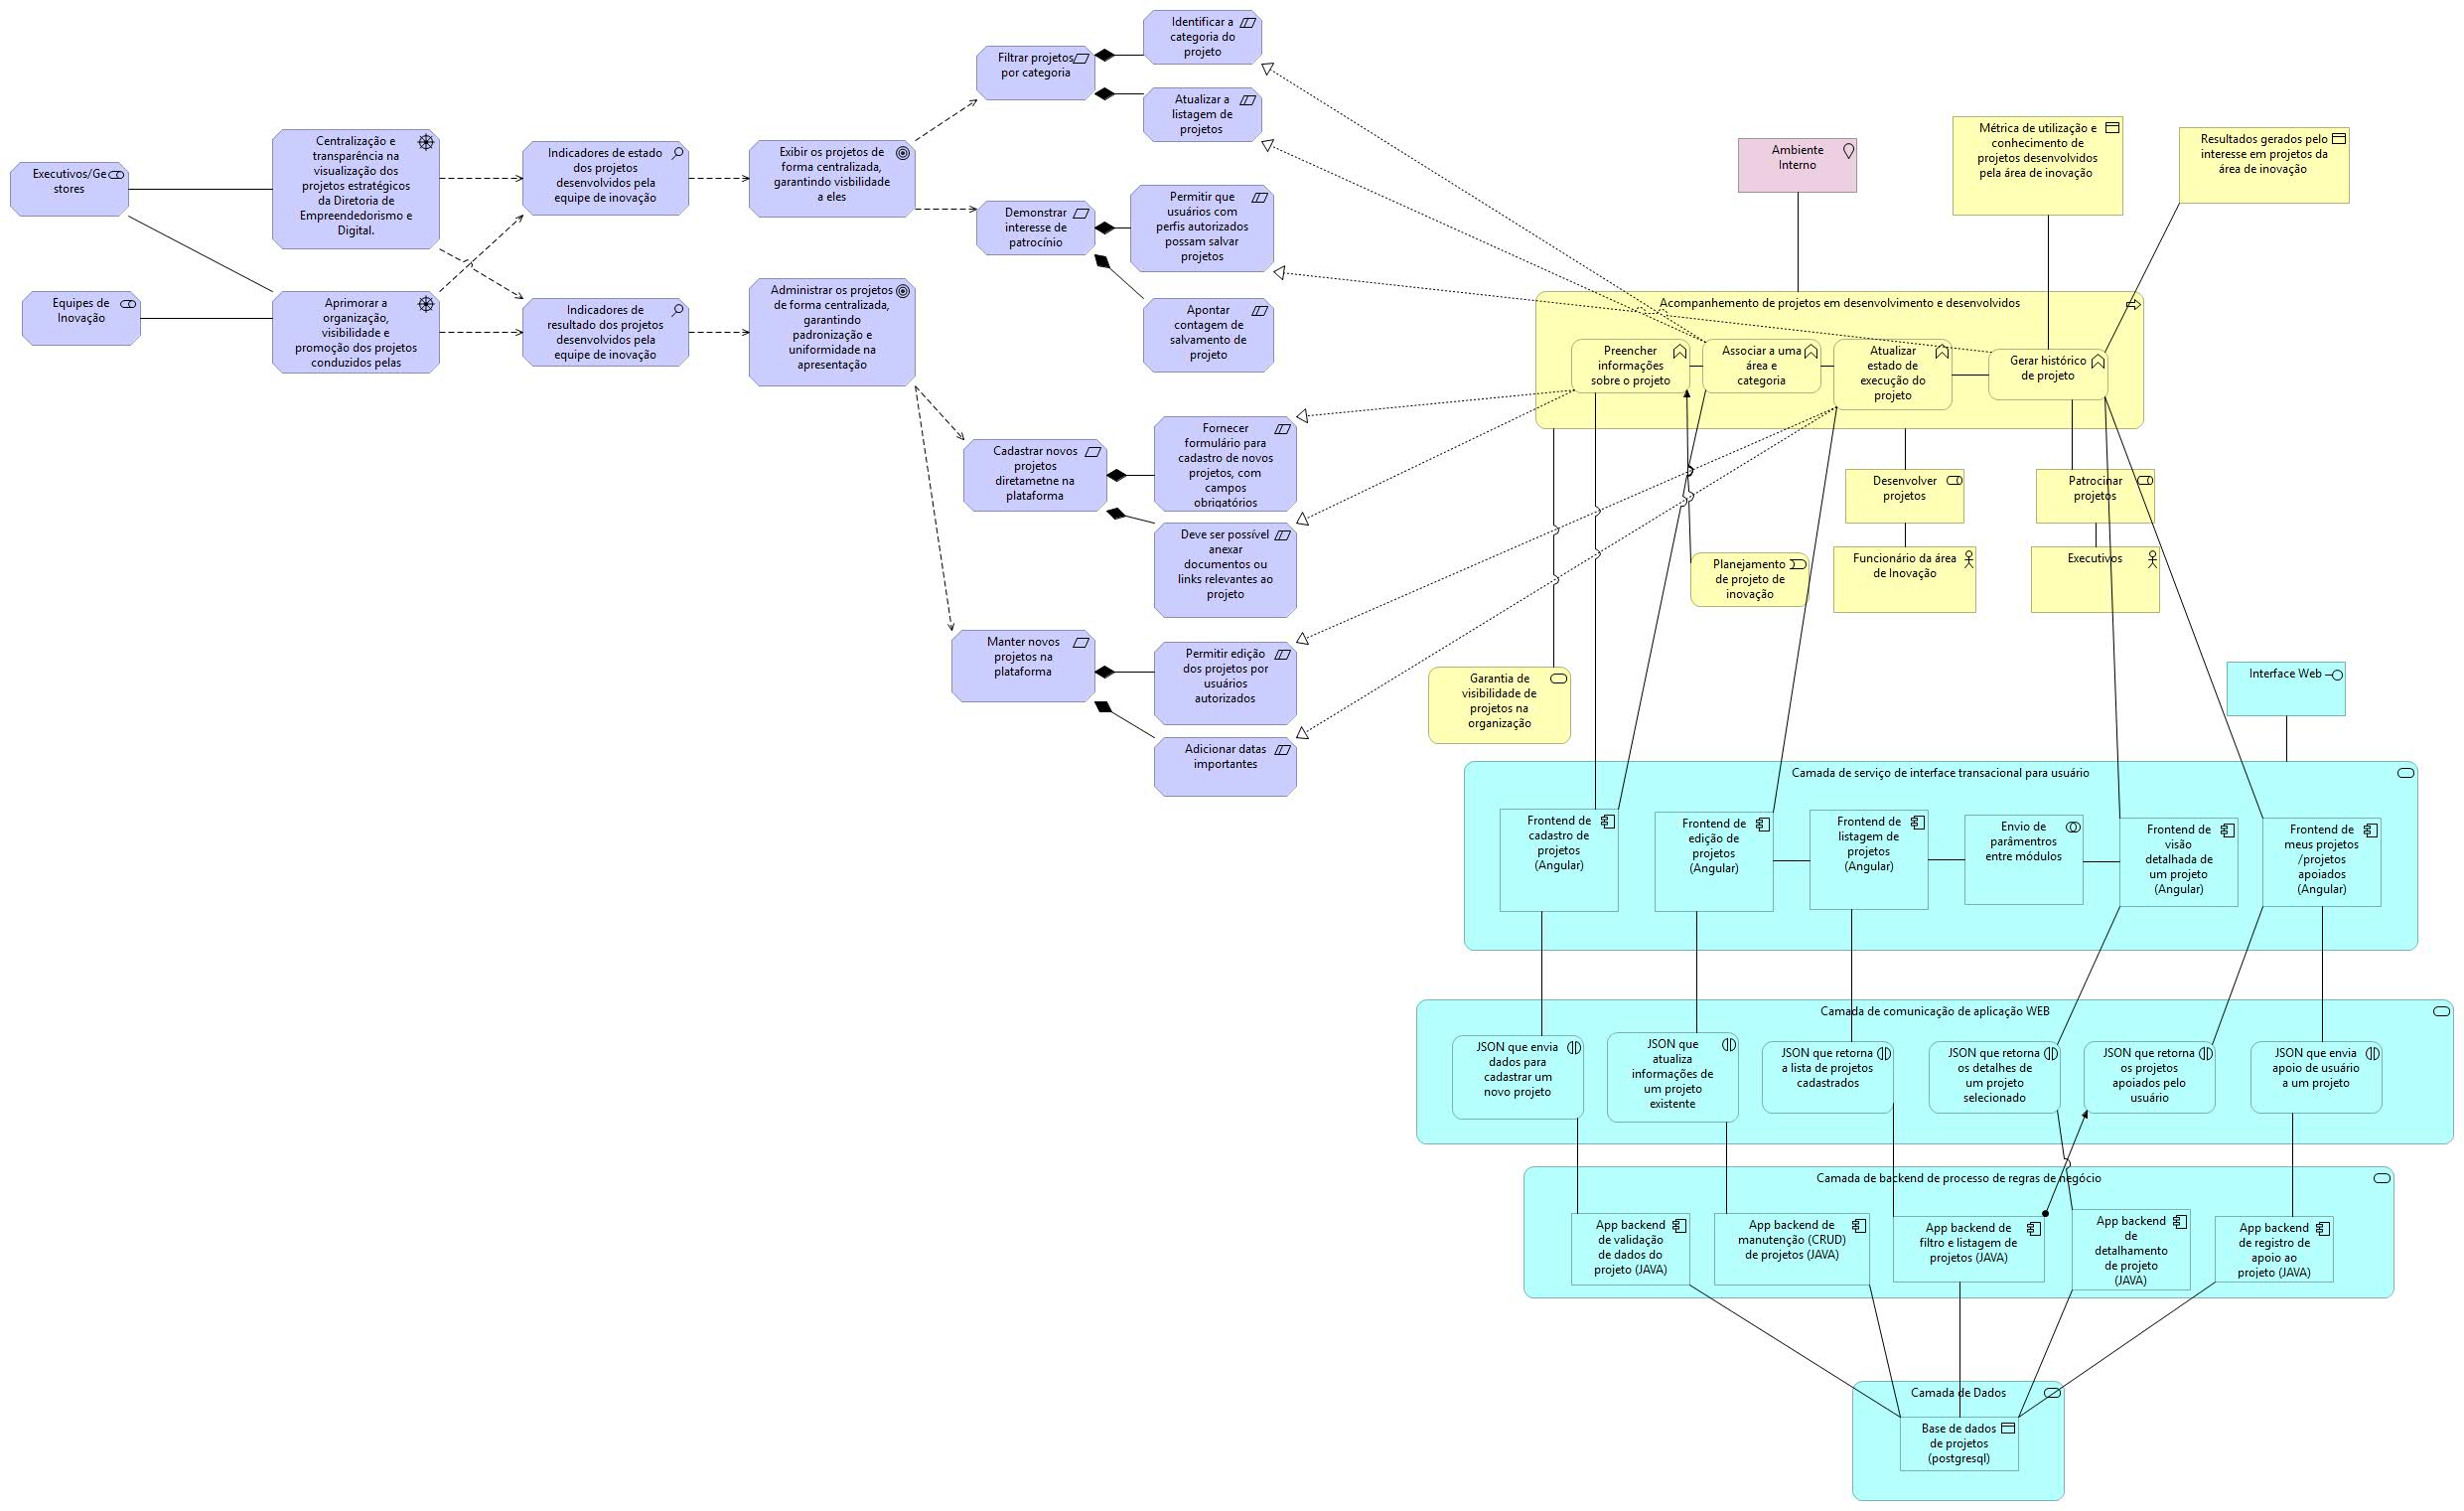 Identificar a
categoria do
projeto
Filtrar projetos
por categoria
Atualizar a
listagem de
projetos
Executivos/Ge
stores
Centralização e
transparência na
visualização dos
projetos estratégicos
da Diretoria de
Empreendedorismo e
Digital.
Indicadores de estado
dos projetos
desenvolvidos pela
equipe de inovação
Exibir os projetos de
forma centralizada,
garantindo visbilidade
a eles
Demonstrar
interesse de
patrocínio
Permitir que
usuários com
perfis autorizados
possam salvar
projetos
Apontar
contagem de
salvamento de
projeto
Equipes de
Inovação
Aprimorar a
organização,
visibilidade e
promoção dos projetos
conduzidos pelas
Indicadores de
resultado dos projetos
desenvolvidos pela
equipe de inovação
Administrar os projetos
de forma centralizada,
garantindo
padronização e
uniformidade na
apresentação
Cadastrar novos
projetos
diretametne na
plataforma
Fornecer
formulário para
cadastro de novos
projetos, com
campos
obrigatórios
Deve ser possível
anexar
documentos ou
links relevantes ao
projeto
Manter novos
projetos na
plataforma
Permitir edição
dos projetos por
usuários
autorizados
Adicionar datas
importantes
Ambiente
Interno
Métrica de utilização e
conhecimento de
projetos desenvolvidos
pela área de inovação
Resultados gerados pelo
interesse em projetos da
área de inovação
Acompanhemento de projetos em desenvolvimento e desenvolvidos
Preencher
informações
sobre o projeto
Associar a uma
área e
categoria
Atualizar
estado de
execução do
projeto
Gerar histórico
de projeto
Desenvolver
projetos
Patrocinar
projetos
Planejamento
de projeto de
inovação
Funcionário da área
de Inovação
Executivos
Garantia de
visibilidade de
projetos na
organização
Interface Web
Camada de serviço de interface transacional para usuário
Frontend de
cadastro de
projetos
(Angular)
Frontend de
edição de
projetos
(Angular)
Frontend de
listagem de
projetos
(Angular)
Envio de
parâmentros
entre módulos
Frontend de
visão
detalhada de
um projeto
(Angular)
Frontend de
meus projetos
/projetos
apoiados
(Angular)
Camada de comunicação de aplicação WEB
JSON que envia
dados para
cadastrar um
novo projeto
JSON que
atualiza
informações de
um projeto
existente
JSON que retorna
a lista de projetos
cadastrados
JSON que retorna
os detalhes de
um projeto
selecionado
JSON que retorna
os projetos
apoiados pelo
usuário
JSON que envia
apoio de usuário
a um projeto
Camada de backend de processo de regras de negócio
App backend
de validação
de dados do
projeto (JAVA)
App backend de
manutenção (CRUD)
de projetos (JAVA)
App backend de
filtro e listagem de
projetos (JAVA)
App backend
de
detalhamento
de projeto
(JAVA)
App backend
de registro de
apoio ao
projeto (JAVA)
Camada de Dados
Base de dados
de projetos
(postgresql)